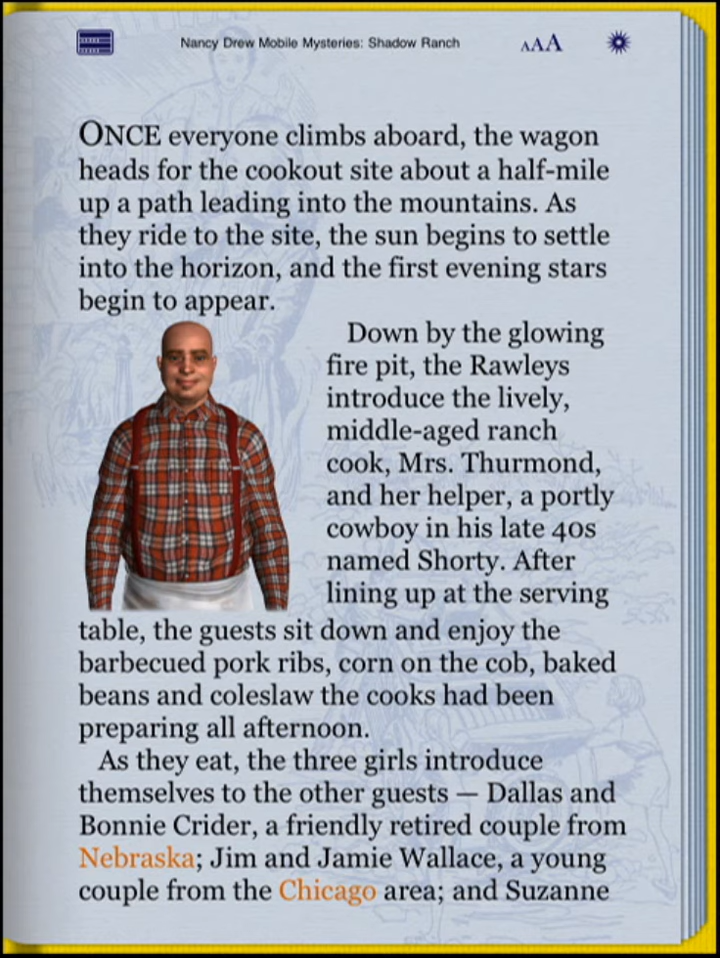 Nancy Drew Mobile Mysteries: Shadow Ranch
AAA
ONCE everyone climbs aboard, the wagon
heads for the cookout site about a half-mile
up a path leading into the mountains. As
they ride to the site, the sun begins to settle
into the horizon, and the first evening stars
begin to appear.
Down by the glowing
fire pit, the Rawleys
introduce the lively,
middle-aged ranch
cook, Mrs. Thurmond,
and her helper, a portly
cowboy in his late 40s
named Shorty. After
lining up at the serving
table, the guests sit down and enjoy the
barbecued pork ribs, corn on the cob, baked
beans and coleslaw the cooks had been
preparing all afternoon.
As they eat, the three girls introduce
themselves to the other guests — Dallas and
Bonnie Crider, a friendly retired couple from
Nebraska; Jim and Jamie Wallace, a young
couple from the Chicago area; and Suzanne